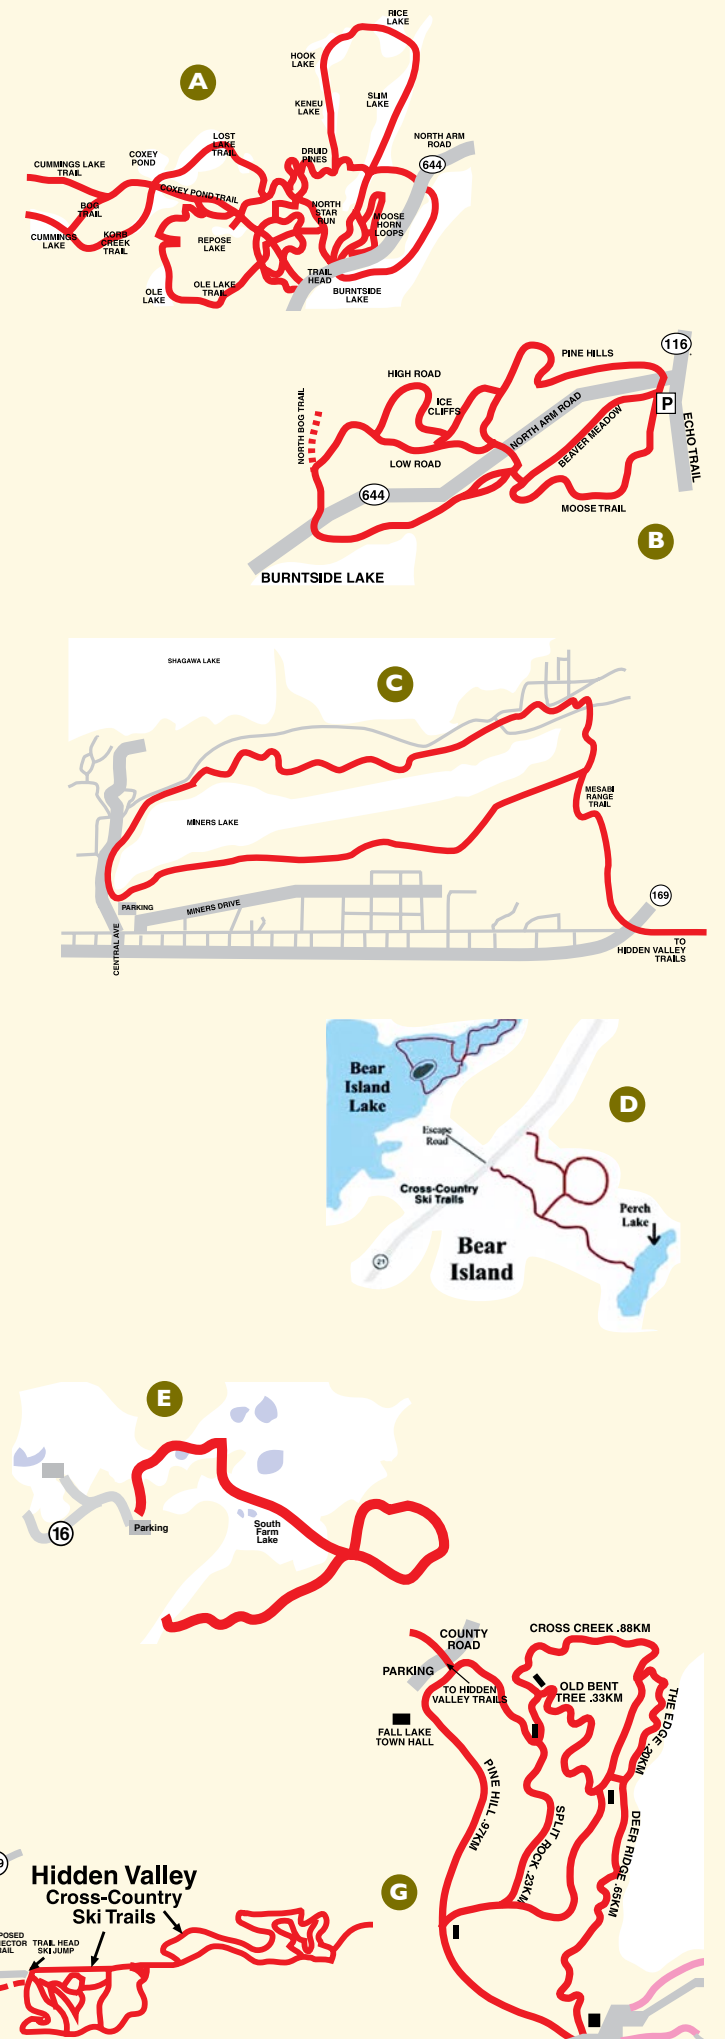 RICE
LAKE
HOOK
LAKE
A
KENEU
LAKE
SLIM
LAKE
LOST
LAKE
TRAIL
NORTH ARM
ROAD
644
DRUID
PINES
COXEY
POND
CUMMINGS LAKE
TRAIL
COXEY POND TRAIL
BOG
TRAIL
NORTH
STAR
RUN
MOOSE
HORN
LOOPS
CUMMINGS
LAKE
KORB
CREEK
TRAIL
REPOSE
LAKE
TRAIL
HEAD
OLE
LAKE
OLE LAKE
TRAIL
BURNTSIDE
LAKE
116
PINE HILLS
HIGH ROAD
ICE
CLIFFS
P
NORTH BOG TRAIL
NORTH ARM ROAD
BEAVER MEADOW
ECHO TRAIL
LOW ROAD
644
MOOSE TRAIL
B
BURNTSIDE LAKE
SHAGAWA LAKE
C
MESABI
RANGE
TRAIL
MINERS LAKE
PARKING
MINERS DRIVE
169
CENTRAL AVE
TO
HIDDEN VALLEY
TRAILS
Bear
Island
Lake
D
Escape
Road
Cross-Country
Ski Trails
Perch
Lake
Bear
Island
21
E
16
Parking
South
Farm
Lake
COUNTY
ROAD
CROSS CREEK .88KM
PARKING
TO HIDDEN
VALLEY TRAILS
OLD BENT
TREE .33KM
THE EDGE .20KM
FALL LAKE
TOWN HALL
PINE HILL .97KM
SPLIT ROCK .23KM
DEER RIDGE .65KM
G
Hidden Valley
Cross-Country
Ski Trails
TRAIL HEAD
SKI JUMP